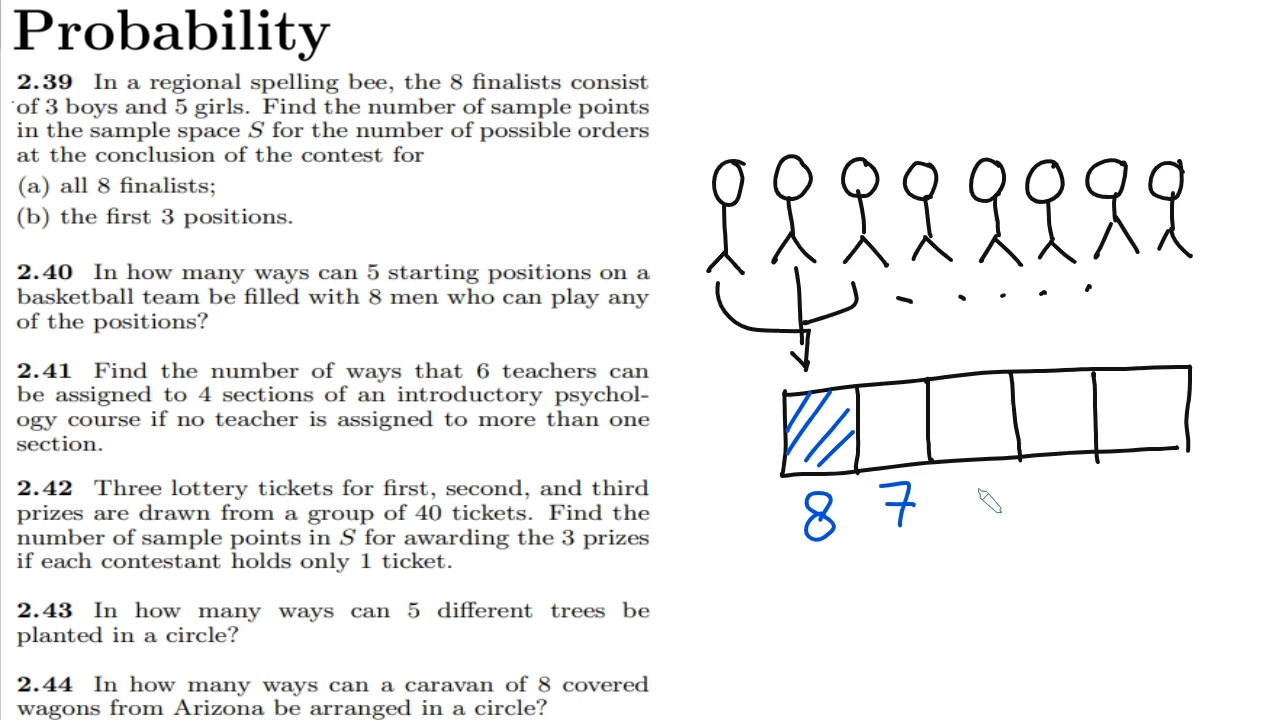 Probability
2.39 In a regional spelling bee, the 8 finalists consist
of 3 boys and 5 girls. Find the number of sample points
in the sample space S for the number of possible orders
at the conclusion of the contest for
(a) all 8 finalists;
(b) the first 3 positions.
2.40 In how many ways can 5 starting positions on a
basketball team be filled with 8 men who can play any
of the positions?
2.41 Find the number of ways that 6 teachers can
be assigned to 4 sections of an introductory psychol-
ogy course if no teacher is assigned to more than one
section.
2.42 Three lottery tickets for first, second, and third
prizes are drawn from a group of 40 tickets. Find the
number of sample points in S for awarding the 3 prizes
if each contestant holds only 1 ticket.
2.43 In how many ways can 5 different trees be
planted in a circle?
2.44 In how many ways can a caravan of 8 covered
wagons from Arizona be arranged in a circle?
8 7